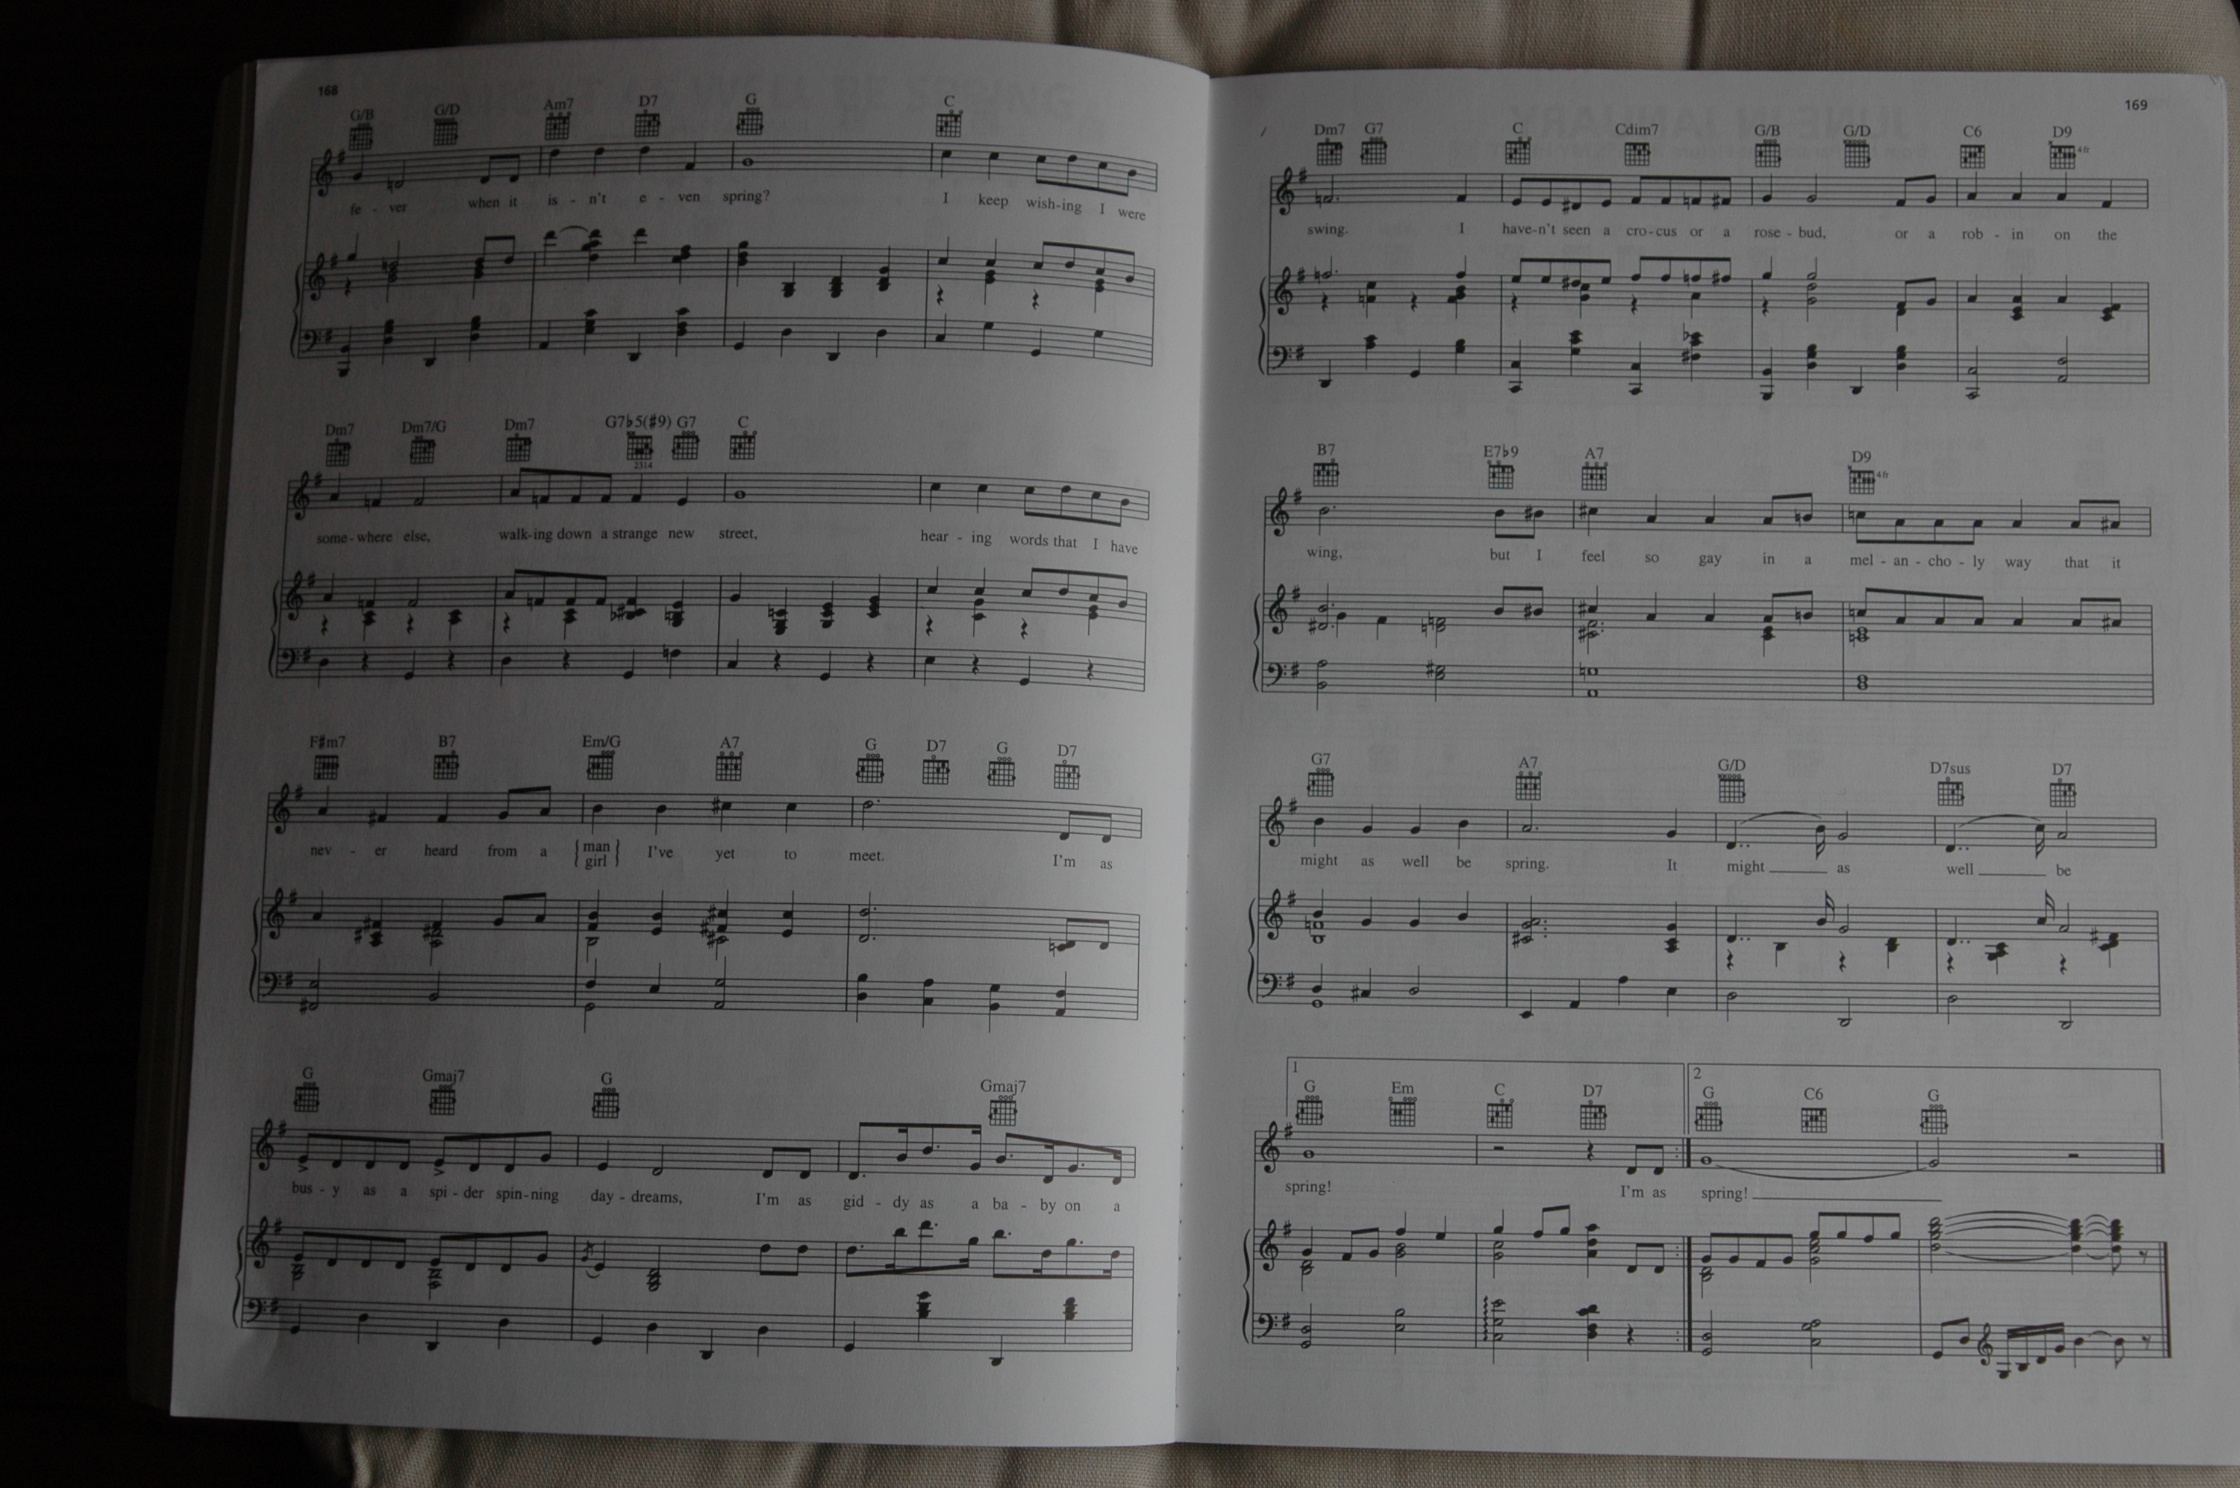 168
G/B G/D Am7 D7 G C
fe - ver when it is - n't e - ven spring? I keep wish-ing I were
Dm7 Dm7/G Dm7 G7♭5(♯9) G7 C
2314
some-where else, walk-ing down a strange new street, hear - ing words that I have
F♯m7 B7 Em/G A7 G D7 G D7
nev - er heard from a {man I've yet to meet. I'm as
girl}
G Gmaj7 G Gmaj7
bus - y as a spi - der spin-ning day - dreams, I'm as gid - dy as a ba - by on a
169
Dm7 G7 C Cdim7 G/B G/D C6 D9
4 fr
swing. I have-n't seen a cro-cus or a rose - bud, or a rob - in on the
B7 E7♭9 A7 D9
4 fr
wing, but I feel so gay in a mel - an - cho - ly way that it
G7 A7 G/D D7sus D7
might as well be spring. It might as well be
1 2
G Em C D7 G C6 G
spring! I'm as spring!